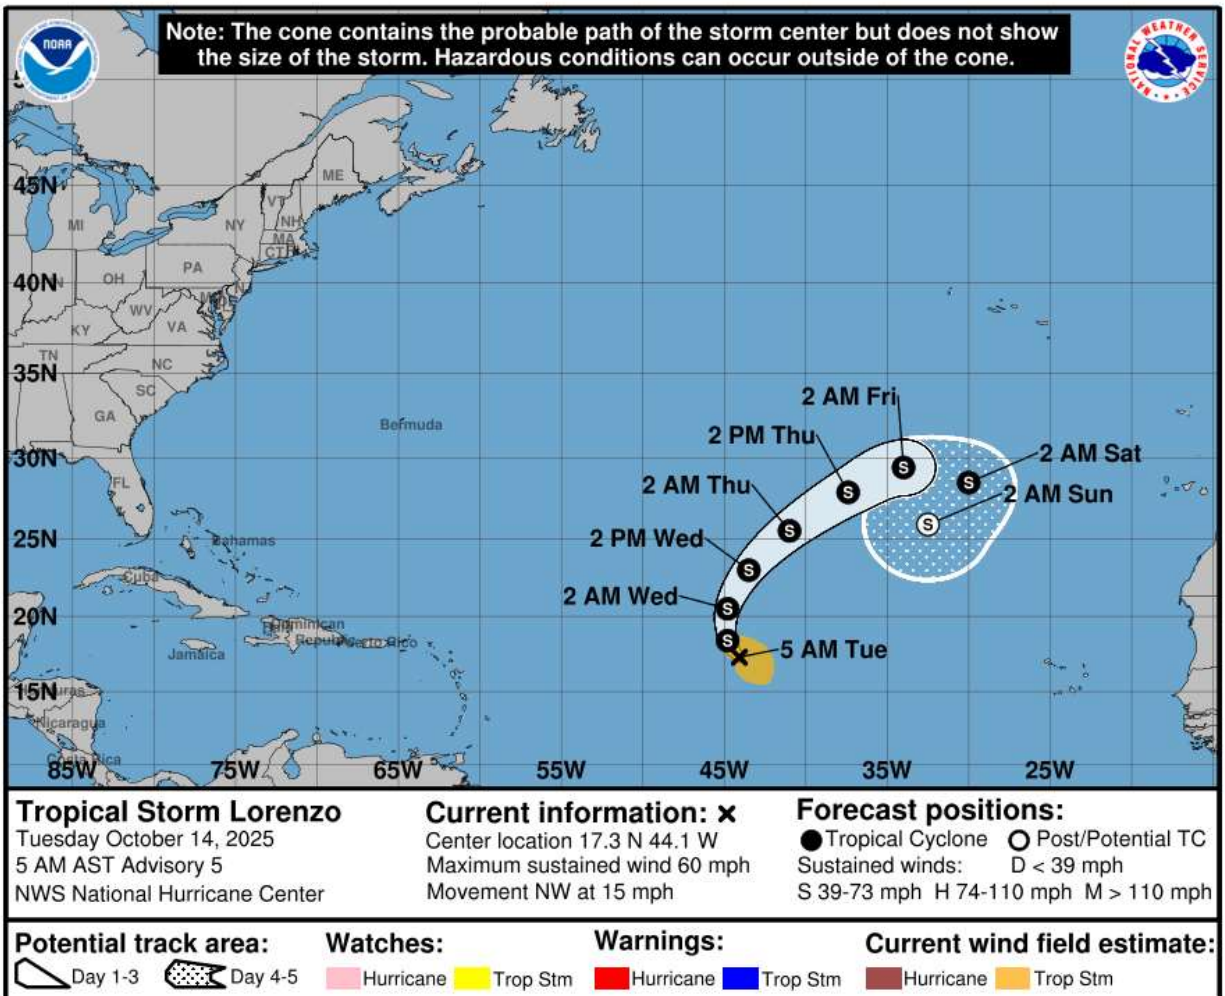 Note: The cone contains the probable path of the storm center but does not show
the size of the storm. Hazardous conditions can occur outside of the cone.
NOAA
NATIONAL WEATHER SERVICE
45N
40N
35N
30N
25N
20N
15N
ME
VT
NH
MI
NY
MA
CT
PA
OH
WV
KY
VA
TN
NC
SC
GA
FL
Bermuda
Bahamas
Cuba
Dominican
Republic
Puerto Rico
Jamaica
Honduras
Nicaragua
Costa Rica
2 AM Fri
2 PM Thu
2 AM Sat
2 AM Thu
2 AM Sun
2 PM Wed
2 AM Wed
5 AM Tue
S
S
S
S
S
S
S
S
85W 75W 65W 55W 45W 35W 25W
Tropical Storm Lorenzo
Tuesday October 14, 2025
5 AM AST Advisory 5
NWS National Hurricane Center
Current information: x
Center location 17.3 N 44.1 W
Maximum sustained wind 60 mph
Movement NW at 15 mph
Forecast positions:
Tropical Cyclone Post/Potential TC
Sustained winds: D < 39 mph
S 39-73 mph H 74-110 mph M > 110 mph
Potential track area:
Day 1-3 Day 4-5
Watches:
Hurricane Trop Stm
Warnings:
Hurricane Trop Stm
Current wind field estimate:
Hurricane Trop Stm